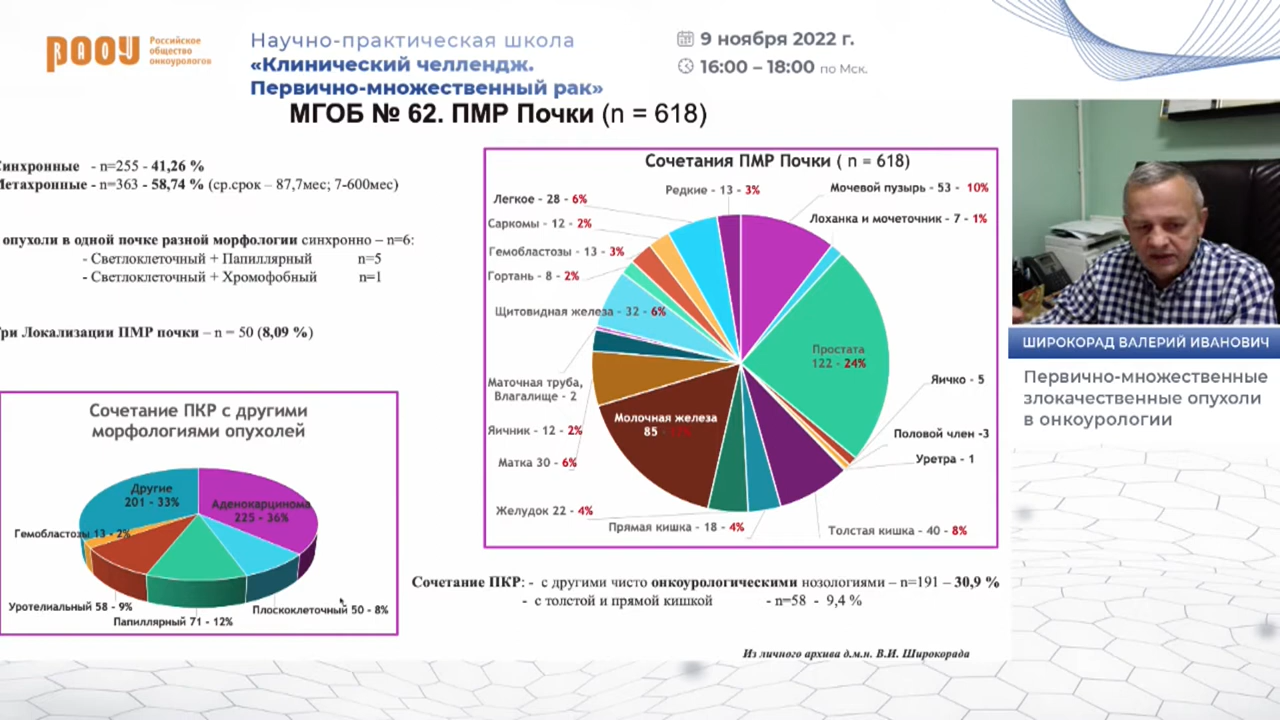 РАОУ
Российское
общество
онкоурологов
Научно-практическая школа
«Клинический челлендж.
Первично-множественный рак»
9 ноября 2022 г.
16:00 – 18:00 по Мск.
МГОБ № 62. ПМР Почки (n = 618)
Синхронные - n=255 - 41,26 %
Метахронные - n=363 - 58,74 % (ср.срок – 87,7мес; 7-600мес)
опухоли в одной почке разной морфологии синхронно – n=6:
- Светлоклеточный + Папиллярный n=5
- Светлоклеточный + Хромофобный n=1
Три Локализации ПМР почки – n = 50 (8,09 %)
Сочетание ПКР с другими
морфологиями опухолей
Другие
201 - 33%
Аденокарцинома
225 - 36%
Гемобластозы 13 - 2%
Уротелиальный 58 - 9%
Плоскоклеточный 50 - 8%
Папиллярный 71 - 12%
Сочетания ПМР Почки ( n = 618)
Редкие - 13 - 3%
Мочевой пузырь - 53 - 10%
Легкое - 28 - 6%
Лоханка и мочеточник - 7 - 1%
Саркомы - 12 - 2%
Гемобластозы - 13 - 3%
Гортань - 8 - 2%
Щитовидная железа - 32 - 6%
Простата
122 - 24%
Яичко - 5
Маточная труба,
Влагалище - 2
Молочная железа
85 - 17%
Яичник - 12 - 2%
Половой член -3
Уретра - 1
Матка 30 - 6%
Желудок 22 - 4%
Прямая кишка - 18 - 4%
Толстая кишка - 40 - 8%
Сочетание ПКР: - с другими чисто онкоурологическими нозологиями – n=191 – 30,9 %
- с толстой и прямой кишкой - n=58 - 9,4 %
Из личного архива д.м.н. В.И. Широкорада
ШИРОКОРАД ВАЛЕРИЙ ИВАНОВИЧ
Первично-множественные
злокачественные опухоли
в онкоурологии